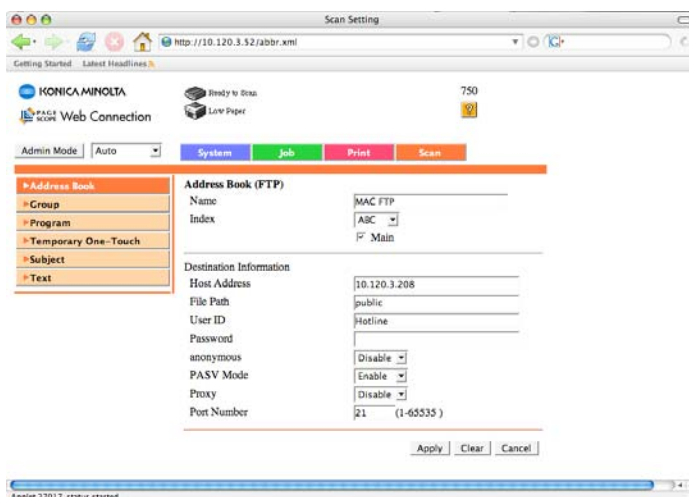 Scan Setting
http://10.120.3.52/abbr.xml
Getting Started Latest Headlines
KONICA MINOLTA
Ready to Scan
750
PAGE SCOPE Web Connection
Low Paper
Admin Mode Auto
System Job Print Scan
Address Book
Group
Program
Temporary One-Touch
Subject
Text
Address Book (FTP)
Name MAC FTP
Index ABC
Main
Destination Information
Host Address 10.120.3.208
File Path public
User ID Hotline
Password
anonymous Disable
PASV Mode Enable
Proxy Disable
Port Number 21 (1-65535 )
Apply Clear Cancel